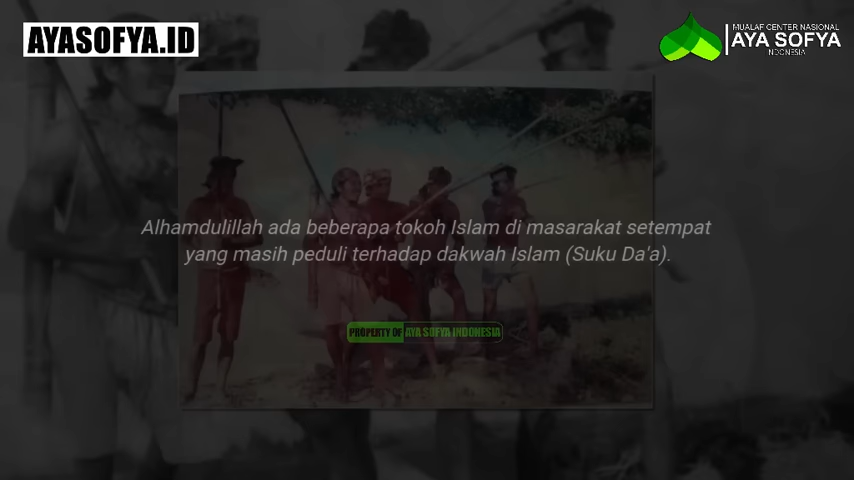 AYASOFYA.ID
MUALAF CENTER NASIONAL
AYA SOFYA
INDONESIA
Alhamdulillah ada beberapa tokoh Islam di masarakat setempat
yang masih peduli terhadap dakwah Islam (Suku Da'a).
PROPERTY OF AYA SOFYA INDONESIA